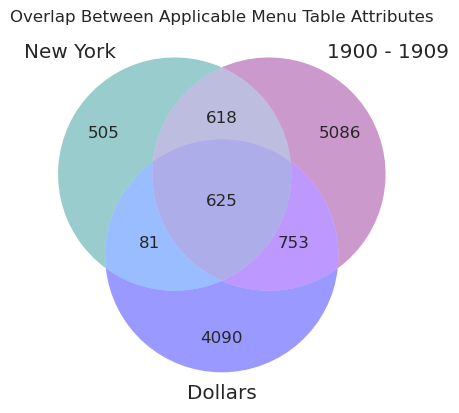 Overlap Between Applicable Menu Table Attributes
New York
1900 - 1909
505
618
5086
625
81
753
4090
Dollars